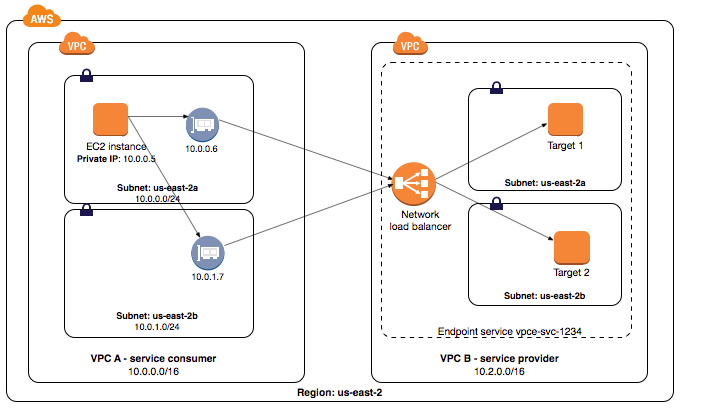 AWS
VPC
EC2 instance
Private IP: 10.0.0.5
10.0.0.6
Subnet: us-east-2a
10.0.0.0/24
10.0.1.7
Subnet: us-east-2b
10.0.1.0/24
VPC A - service consumer
10.0.0.0/16
VPC
Network
load balancer
Target 1
Subnet: us-east-2a
Target 2
Subnet: us-east-2b
Endpoint service vpce-svc-1234
VPC B - service provider
10.2.0.0/16
Region: us-east-2